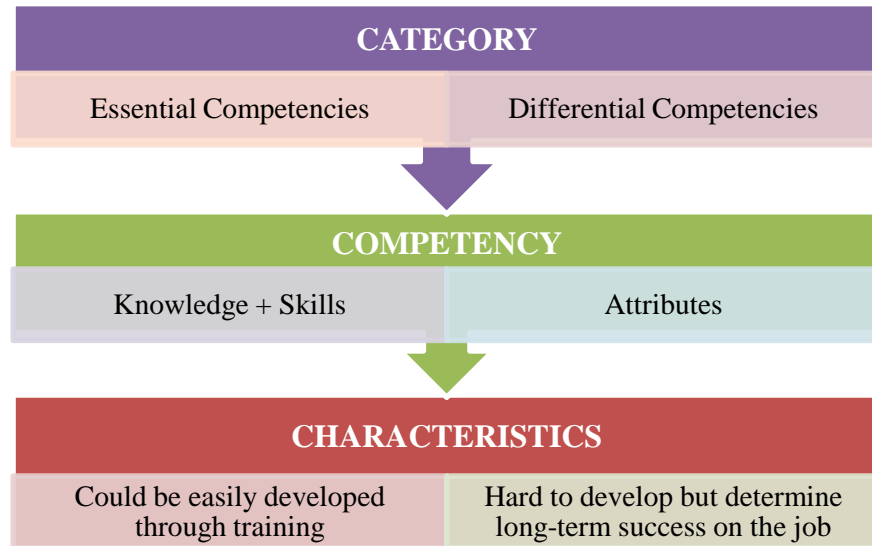 CATEGORY
Essential Competencies
Differential Competencies
COMPETENCY
Knowledge + Skills
Attributes
CHARACTERISTICS
Could be easily developed
through training
Hard to develop but determine
long-term success on the job